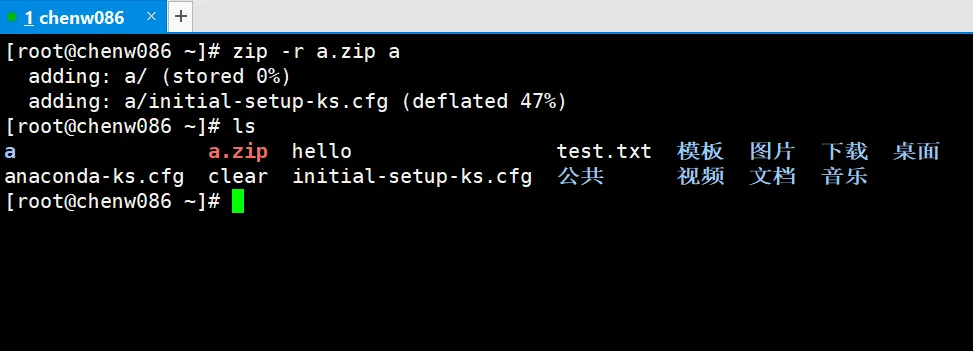 1 chenw086 × +
[root@chenw086 ~]# zip -r a.zip a
  adding: a/ (stored 0%)
  adding: a/initial-setup-ks.cfg (deflated 47%)
[root@chenw086 ~]# ls
a                a.zip  hello                 test.txt  模板  图片  下载  桌面
anaconda-ks.cfg  clear  initial-setup-ks.cfg  公共      视频  文档  音乐
[root@chenw086 ~]#